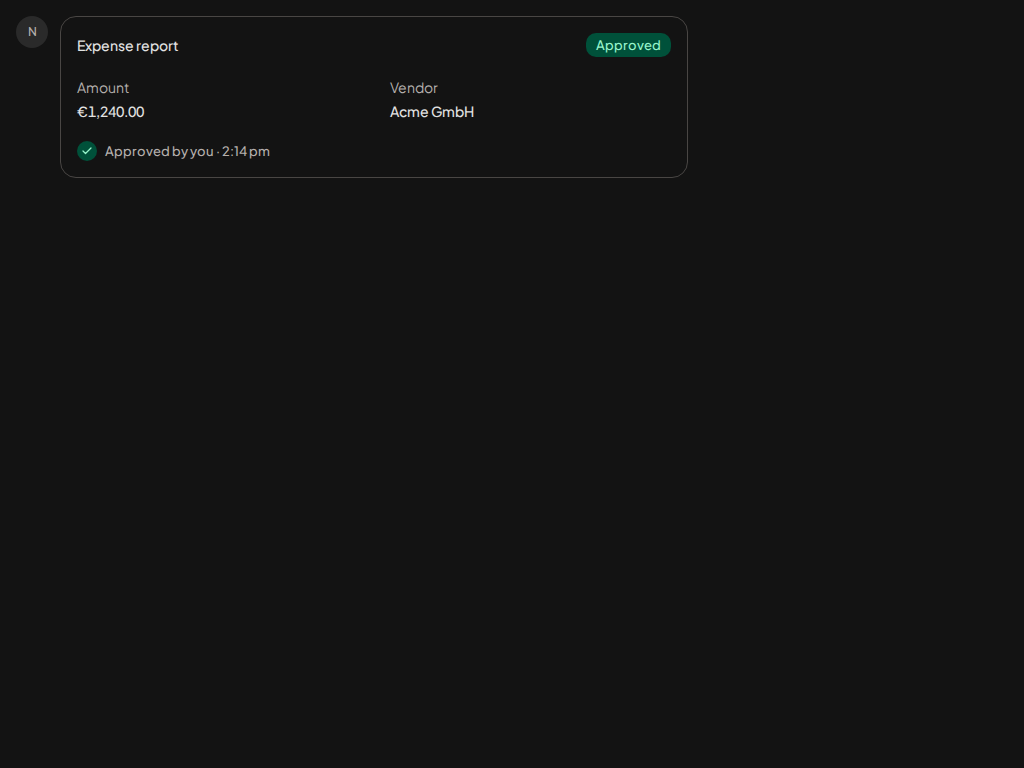 N
Expense report
Approved
Amount
Vendor
€1,240.00
Acme GmbH
Approved by you · 2:14 pm